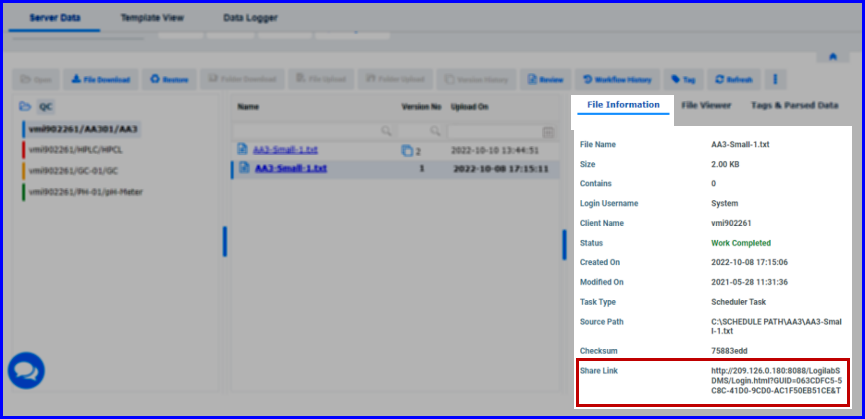 Server Data Template View Data Logger
Open File Download Restore Folder Download File Upload Folder Upload Version History Review Workflow History Tag Refresh
QC
vmi902261/AA301/AA3
vmi902261/HPLC/HPCL
vmi902261/GC-01/GC
vmi902261/PH-01/pH-Meter
Name Version No Upload On
AA3-Small-1.txt 2 2022-10-10 13:44:51
AA3-Small-1.txt 1 2022-10-08 17:15:11
File Information File Viewer Tags & Parsed Data
File Name AA3-Small-1.txt
Size 2.00 KB
Contains 0
Login Username System
Client Name vmi902261
Status Work Completed
Created On 2022-10-08 17:15:06
Modified On 2021-05-28 11:31:36
Task Type Scheduler Task
Source Path C:\SCHEDULE PATH\AA3\AA3-Smal
l-1.txt
Checksum 75883edd
Share Link http://209.126.0.180:8088/LogilabS
DMS/Login.html?GUID=063CDFC5-5
C8C-41D0-9CD0-AC1F50EB51CE&T